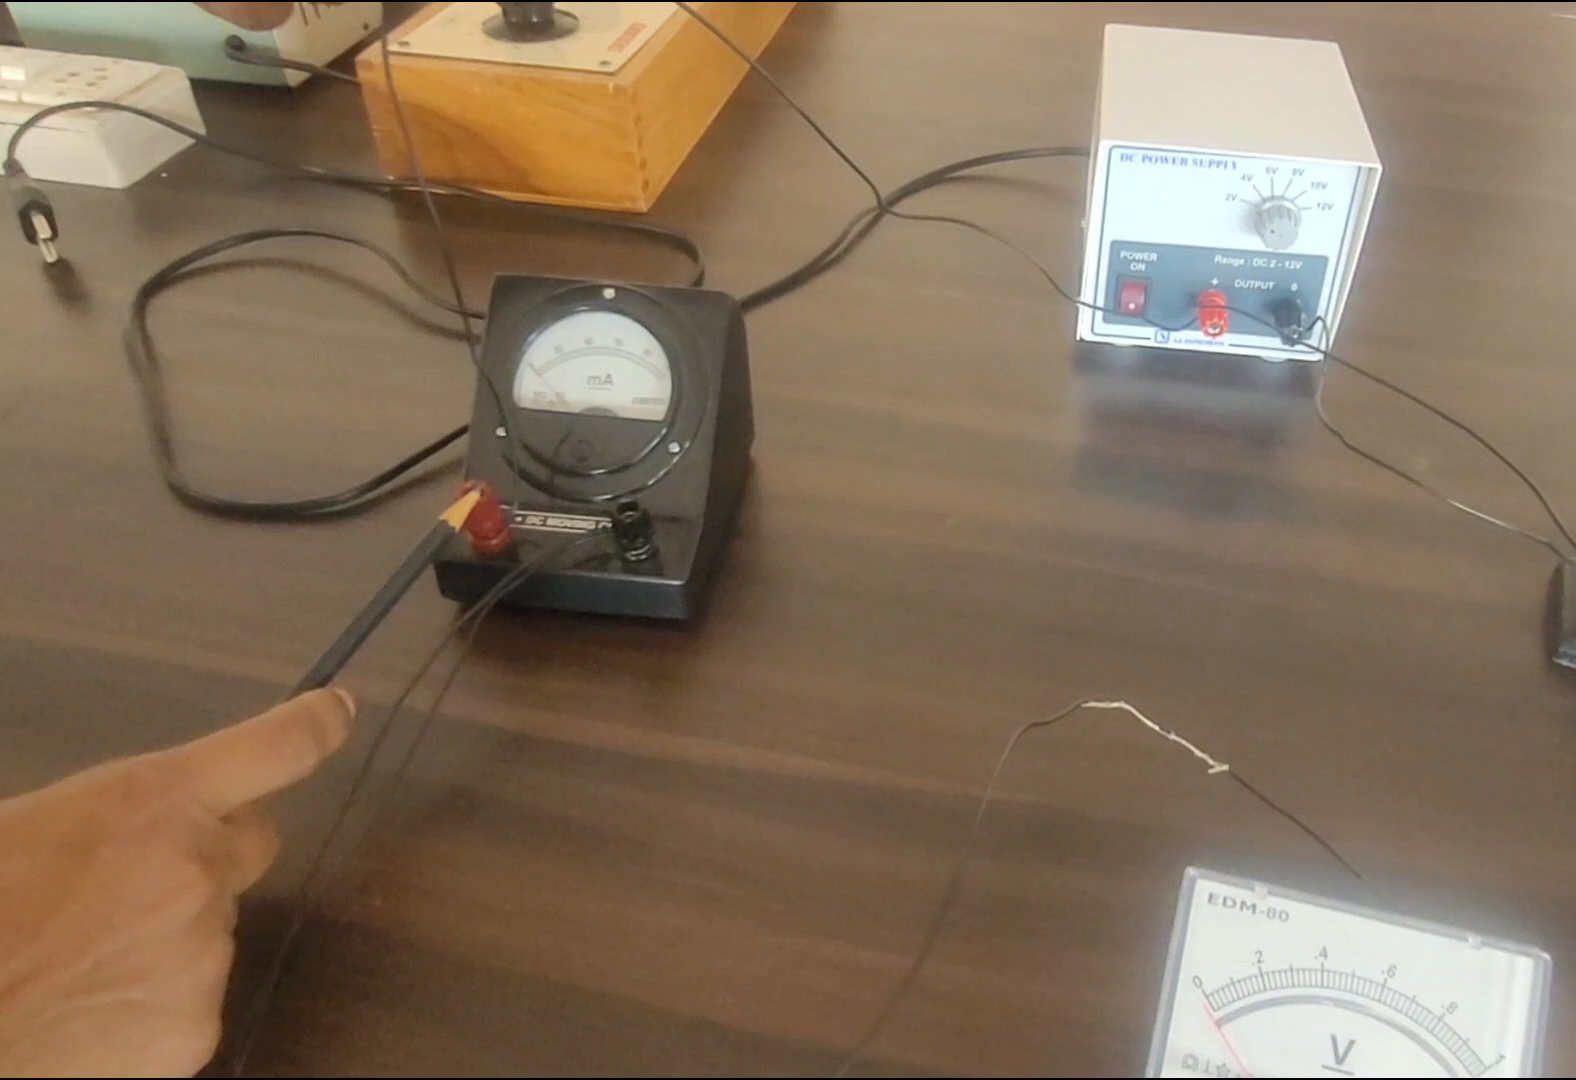 DC POWER SUPPLY
2V 4V 6V 8V 10V 12V
POWER
ON
Range : DC 2 - 12V
+ OUTPUT 0
mA
DC MOVING
EDM-80
0 .2 .4 .6 .8 1
V